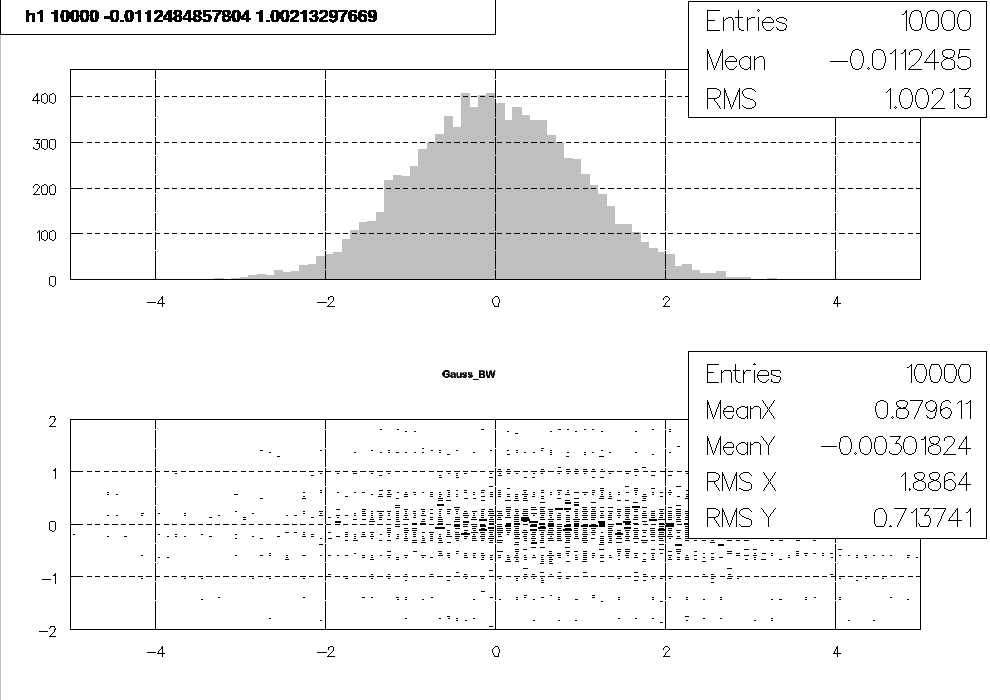 h1 10000 -0.0112484857804 1.00213297669
Entries 10000
Mean −0.0112485
RMS 1.00213
400
300
200
100
0
−4 −2 0 2 4
Gauss_BW
Entries 10000
MeanX 0.879611
MeanY −0.00301824
RMS X 1.8864
RMS Y 0.713741
2
1
0
−1
−2
−4 −2 0 2 4